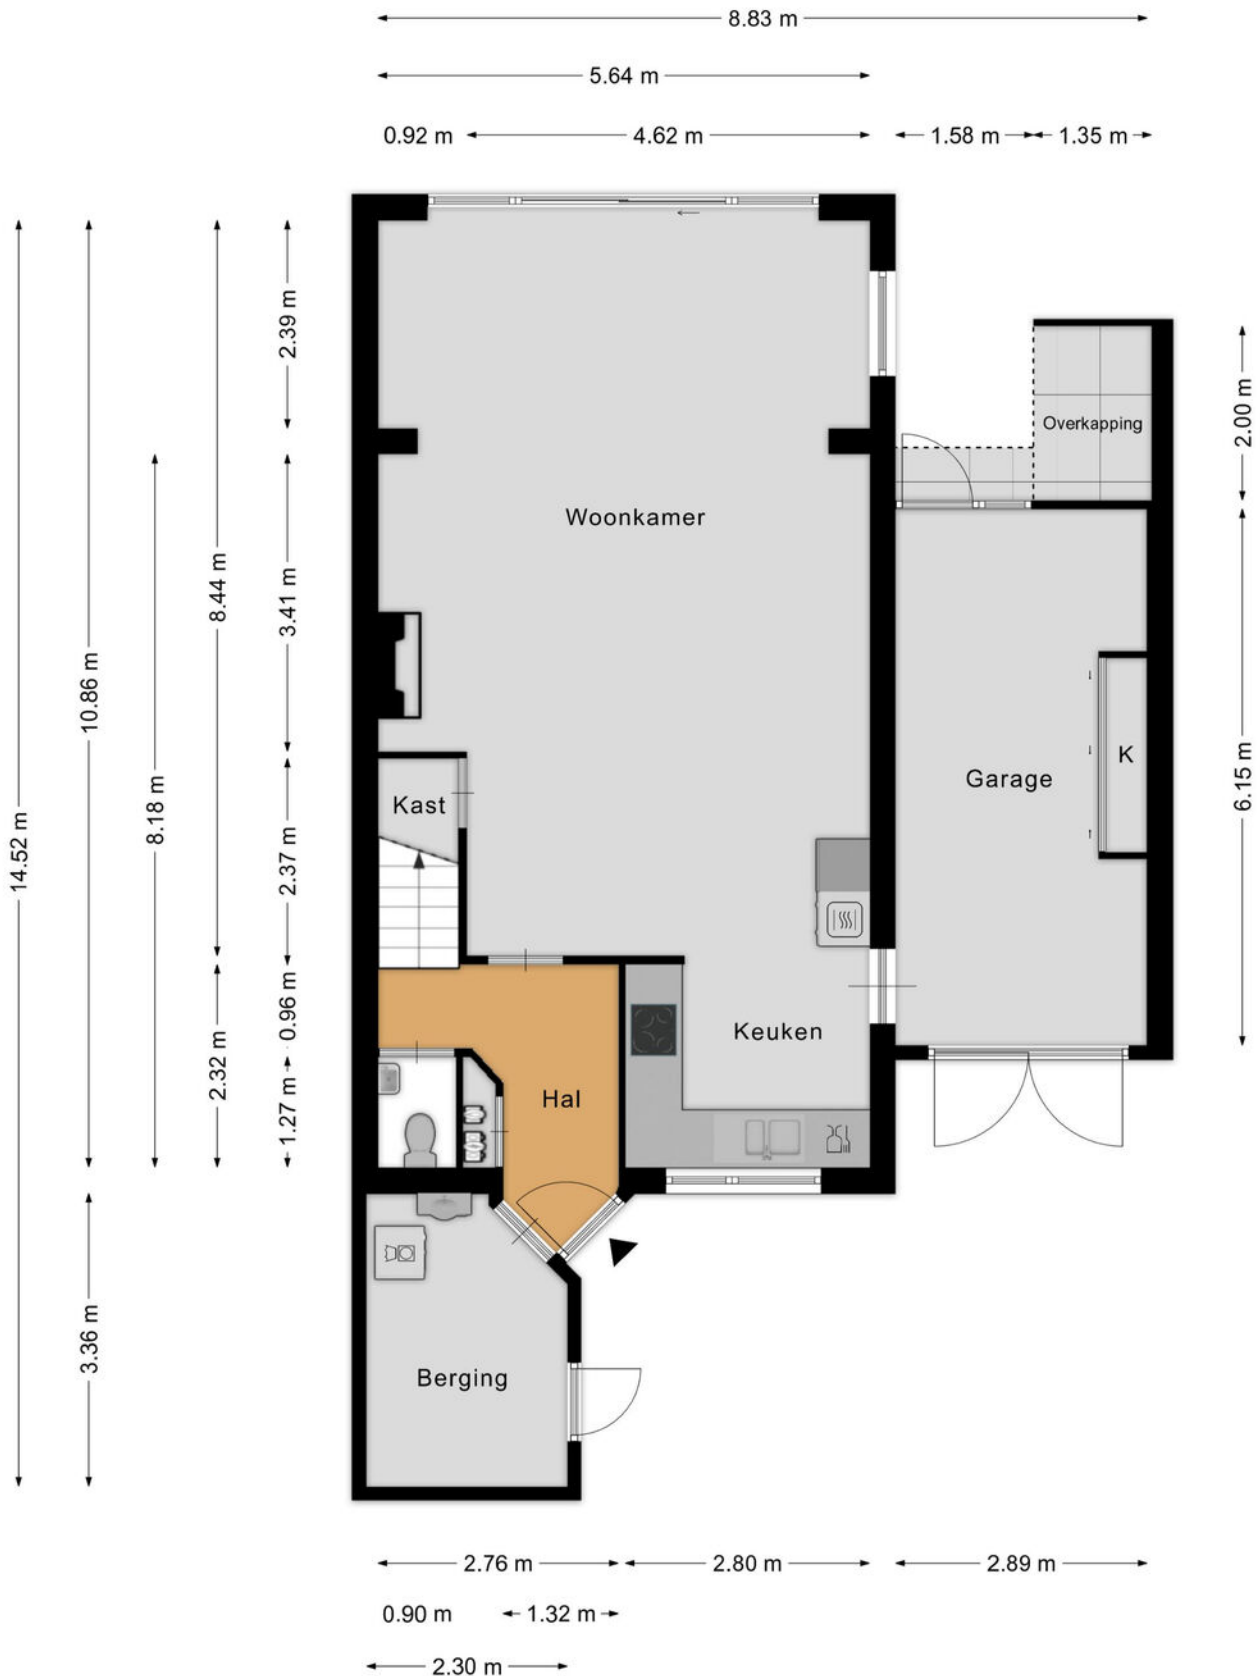 8.83 m
5.64 m
0.92 m 4.62 m 1.58 m 1.35 m
2.39 m
Overkapping
2.00 m
Woonkamer
8.44 m
3.41 m
10.86 m
Garage
K
6.15 m
Kast
8.18 m
14.52 m
2.37 m
0.96 m
Keuken
2.32 m
1.27 m
Hal
3.36 m
Berging
2.76 m 2.80 m 2.89 m
0.90 m 1.32 m
2.30 m